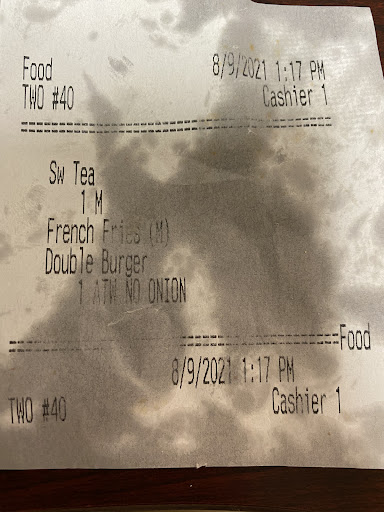 Food 8/9/2021 1:17 PM
TWO #40 Cashier 1
==========================================
Sw Tea
1 M
French Fries (M)
Double Burger
1 ATW NO ONION
==========================================Food
8/9/2021 1:17 PM
TWO #40 Cashier 1